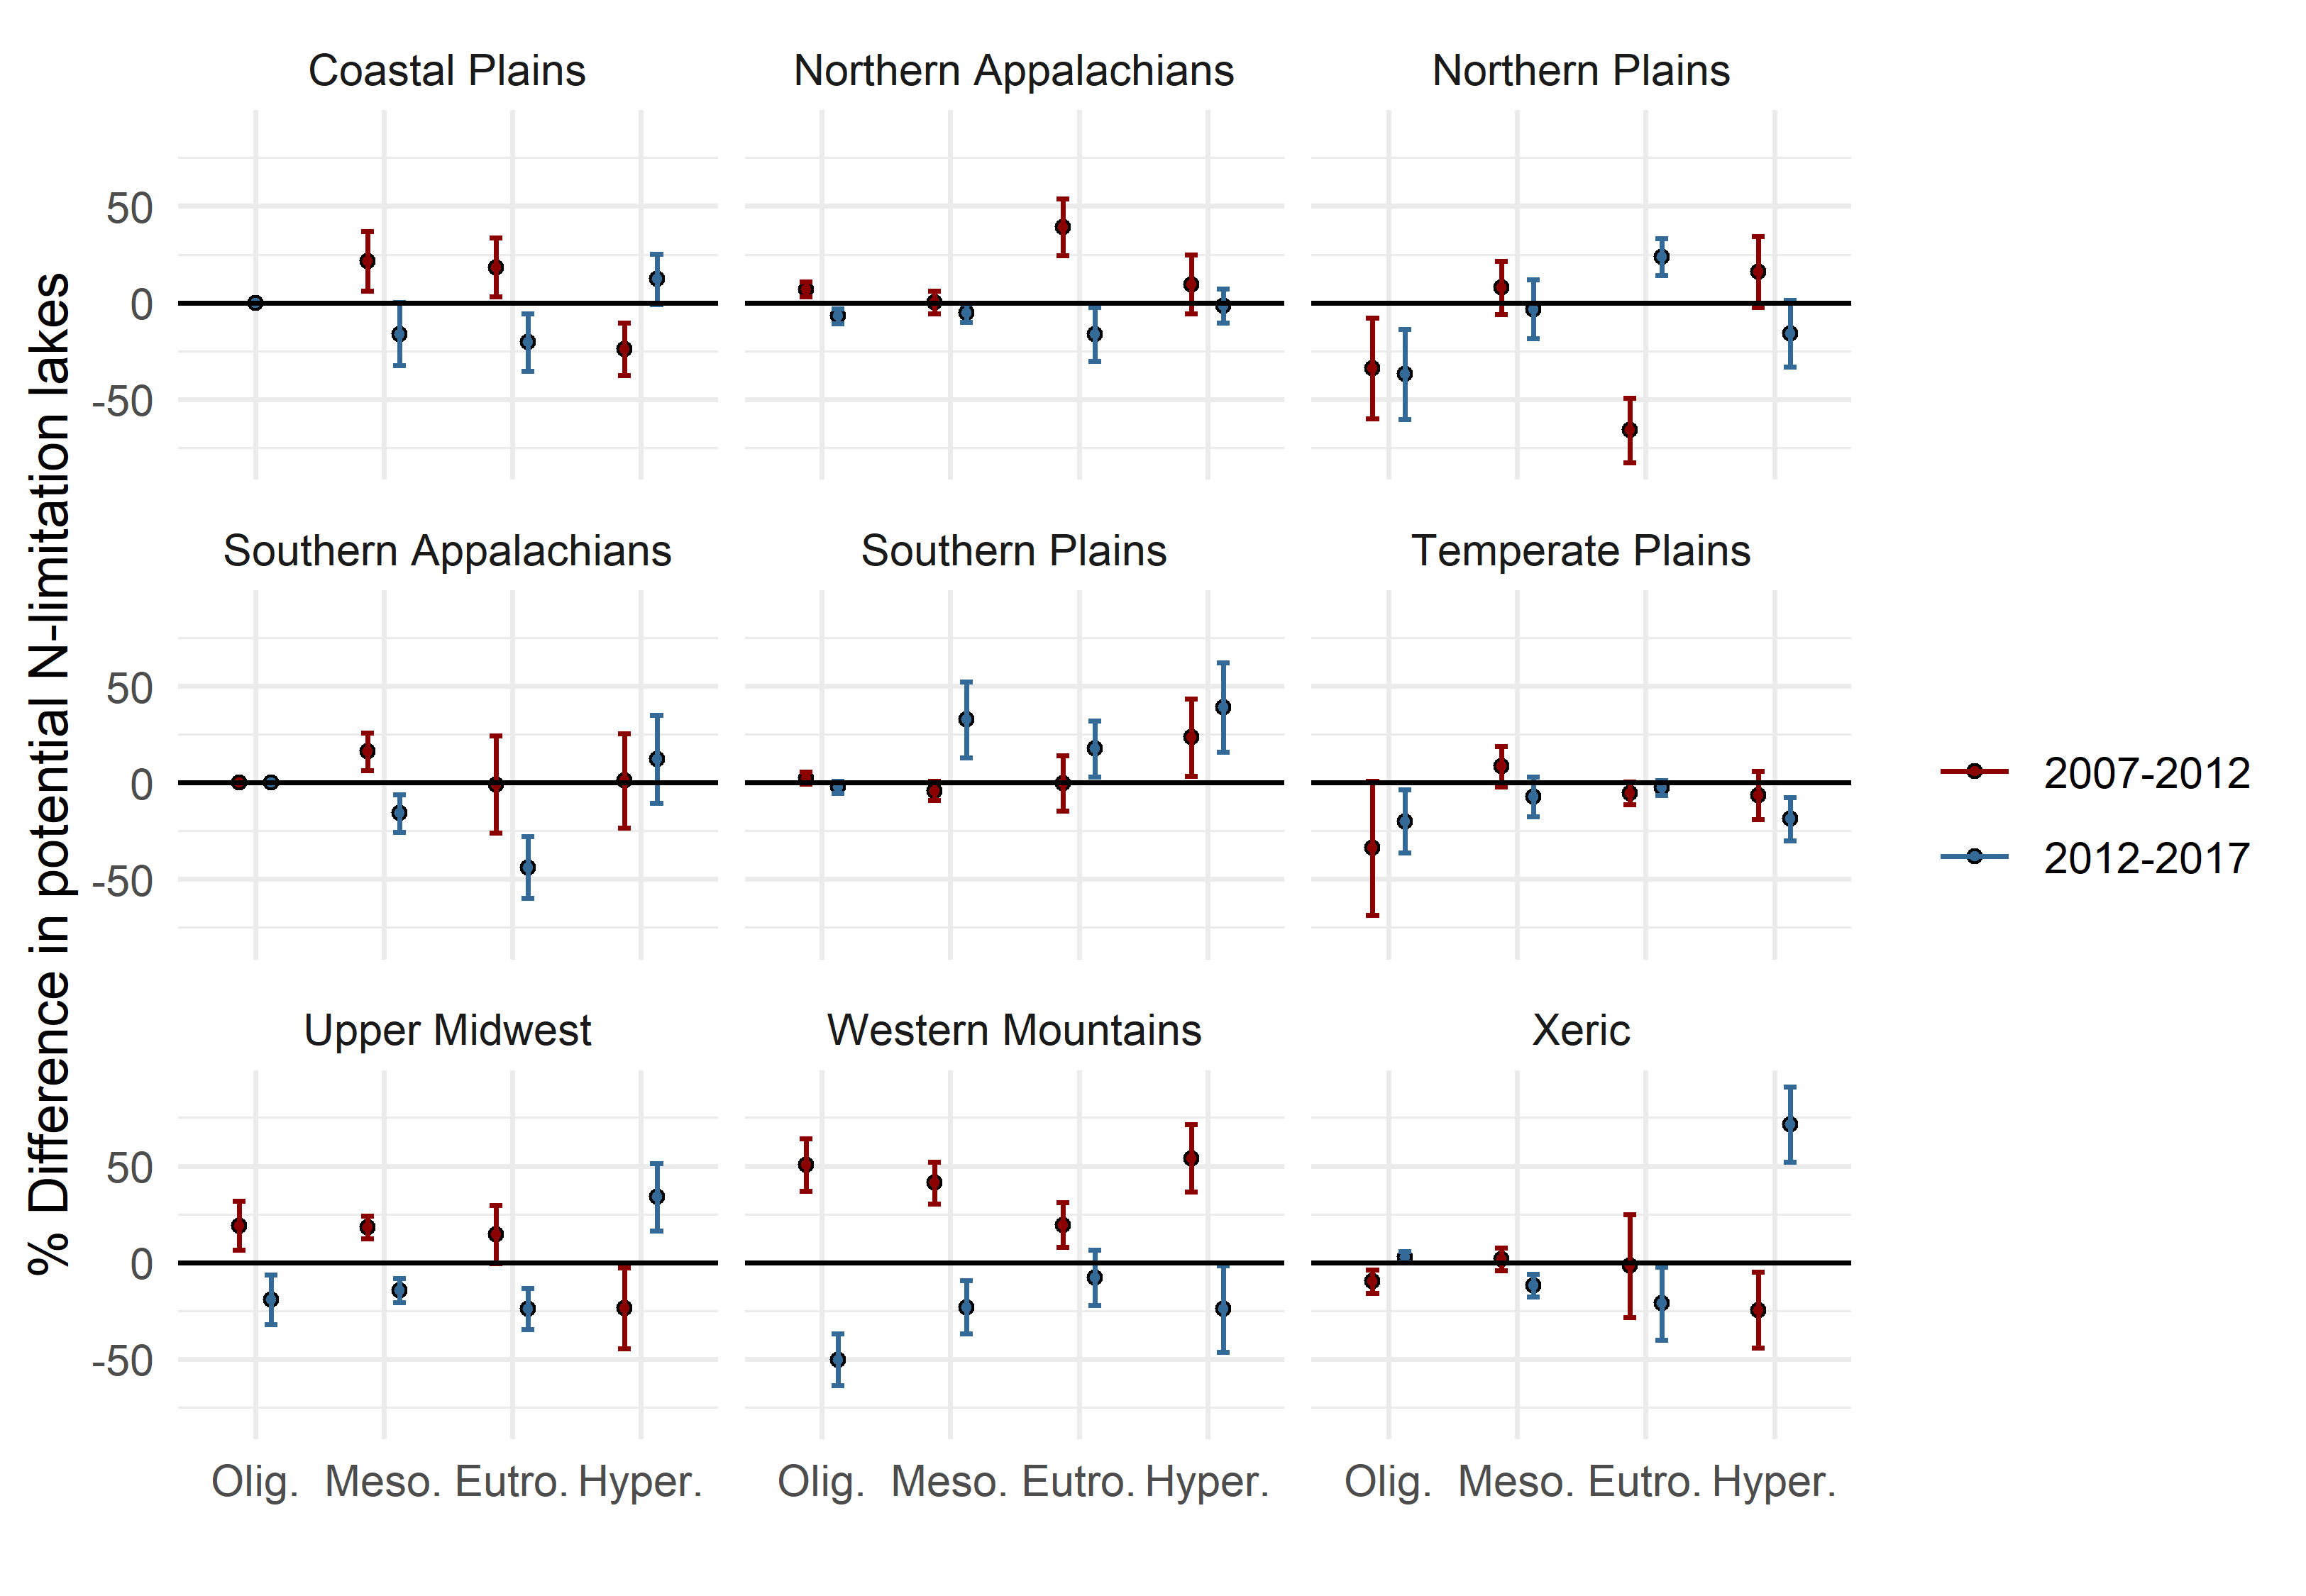 Coastal Plains
Northern Appalachians
Northern Plains
50
0
-50
Southern Appalachians
Southern Plains
Temperate Plains
50
0
-50
Upper Midwest
Western Mountains
Xeric
50
0
-50
Olig. Meso. Eutro. Hyper.
Olig. Meso. Eutro. Hyper.
Olig. Meso. Eutro. Hyper.
% Difference in potential N-limitation lakes
2007-2012
2012-2017